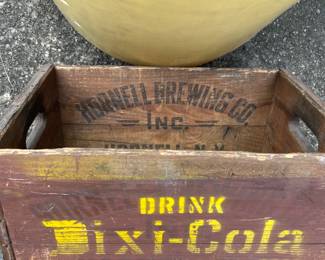 HORNELL BREWING CO.
INC.
HORNELL, N.Y.
DRINK
Dixi-Cola